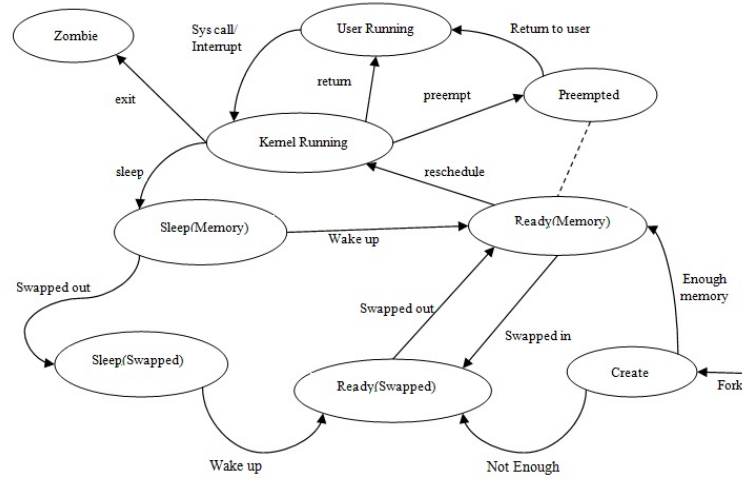 Zombie
Sys call/
Interrupt
User Running
Return to user
return
preempt
Preempted
exit
Kernel Running
sleep
reschedule
Sleep(Memory)
Wake up
Ready(Memory)
Swapped out
Swapped out
Swapped in
Enough
memory
Sleep(Swapped)
Ready(Swapped)
Create
Fork
Wake up
Not Enough